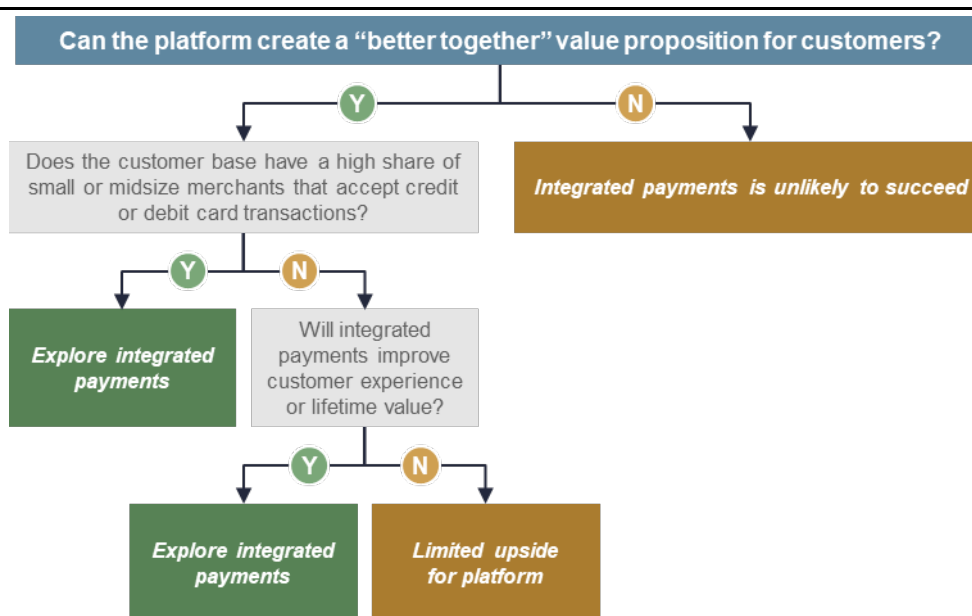 Can the platform create a “better together” value proposition for customers?
Y
N
Does the customer base have a high share of
small or midsize merchants that accept credit
or debit card transactions?
Integrated payments is unlikely to succeed
Y
N
Explore integrated
payments
Will integrated
payments improve
customer experience
or lifetime value?
Y
N
Explore integrated
payments
Limited upside
for platform